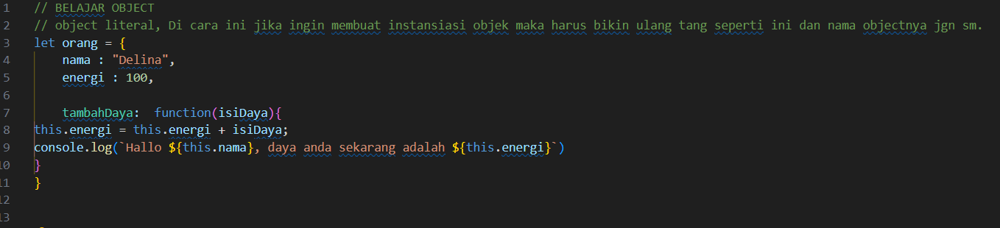 1 // BELAJAR OBJECT
2 // object literal, Di cara ini jika ingin membuat instansiasi objek maka harus bikin ulang tang seperti ini dan nama objectnya jgn sm.
3 let orang = {
4 nama : "Delina",
5 energi : 100,
6
7 tambahDaya: function(isiDaya){
8 this.energi = this.energi + isiDaya;
9 console.log(`Hallo ${this.nama}, daya anda sekarang adalah ${this.energi}`)
10 }
11 }
12
13